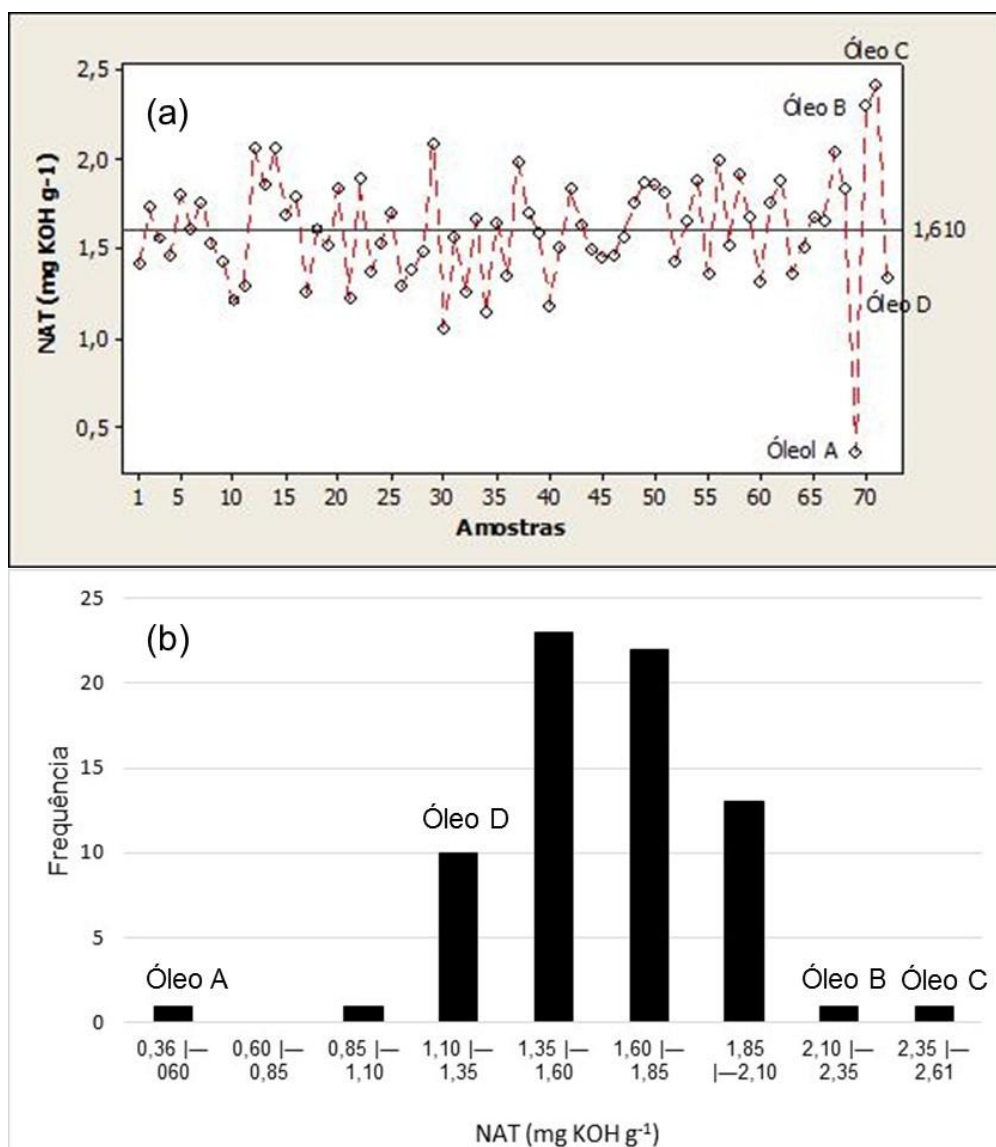 Óleo C
2,5
(a)
Óleo B
2,0
1,5
1,610
NAT (mg KOH g-1)
Óleo D
1,0
0,5
Óleol A
1 5 10 15 20 25 30 35 40 45 50 55 60 65 70
Amostras
25
(b)
20
15
Frequência
Óleo D
10
5
Óleo A
Óleo B
Óleo C
0
0,36 |— 0,60 |— 0,85 |— 1,10 |— 1,35 |— 1,60 |— 1,85 2,10 |— 2,35 |—
060 0,85 1,10 1,35 1,60 1,85 |—2,10 2,35 2,61
NAT (mg KOH g⁻¹)